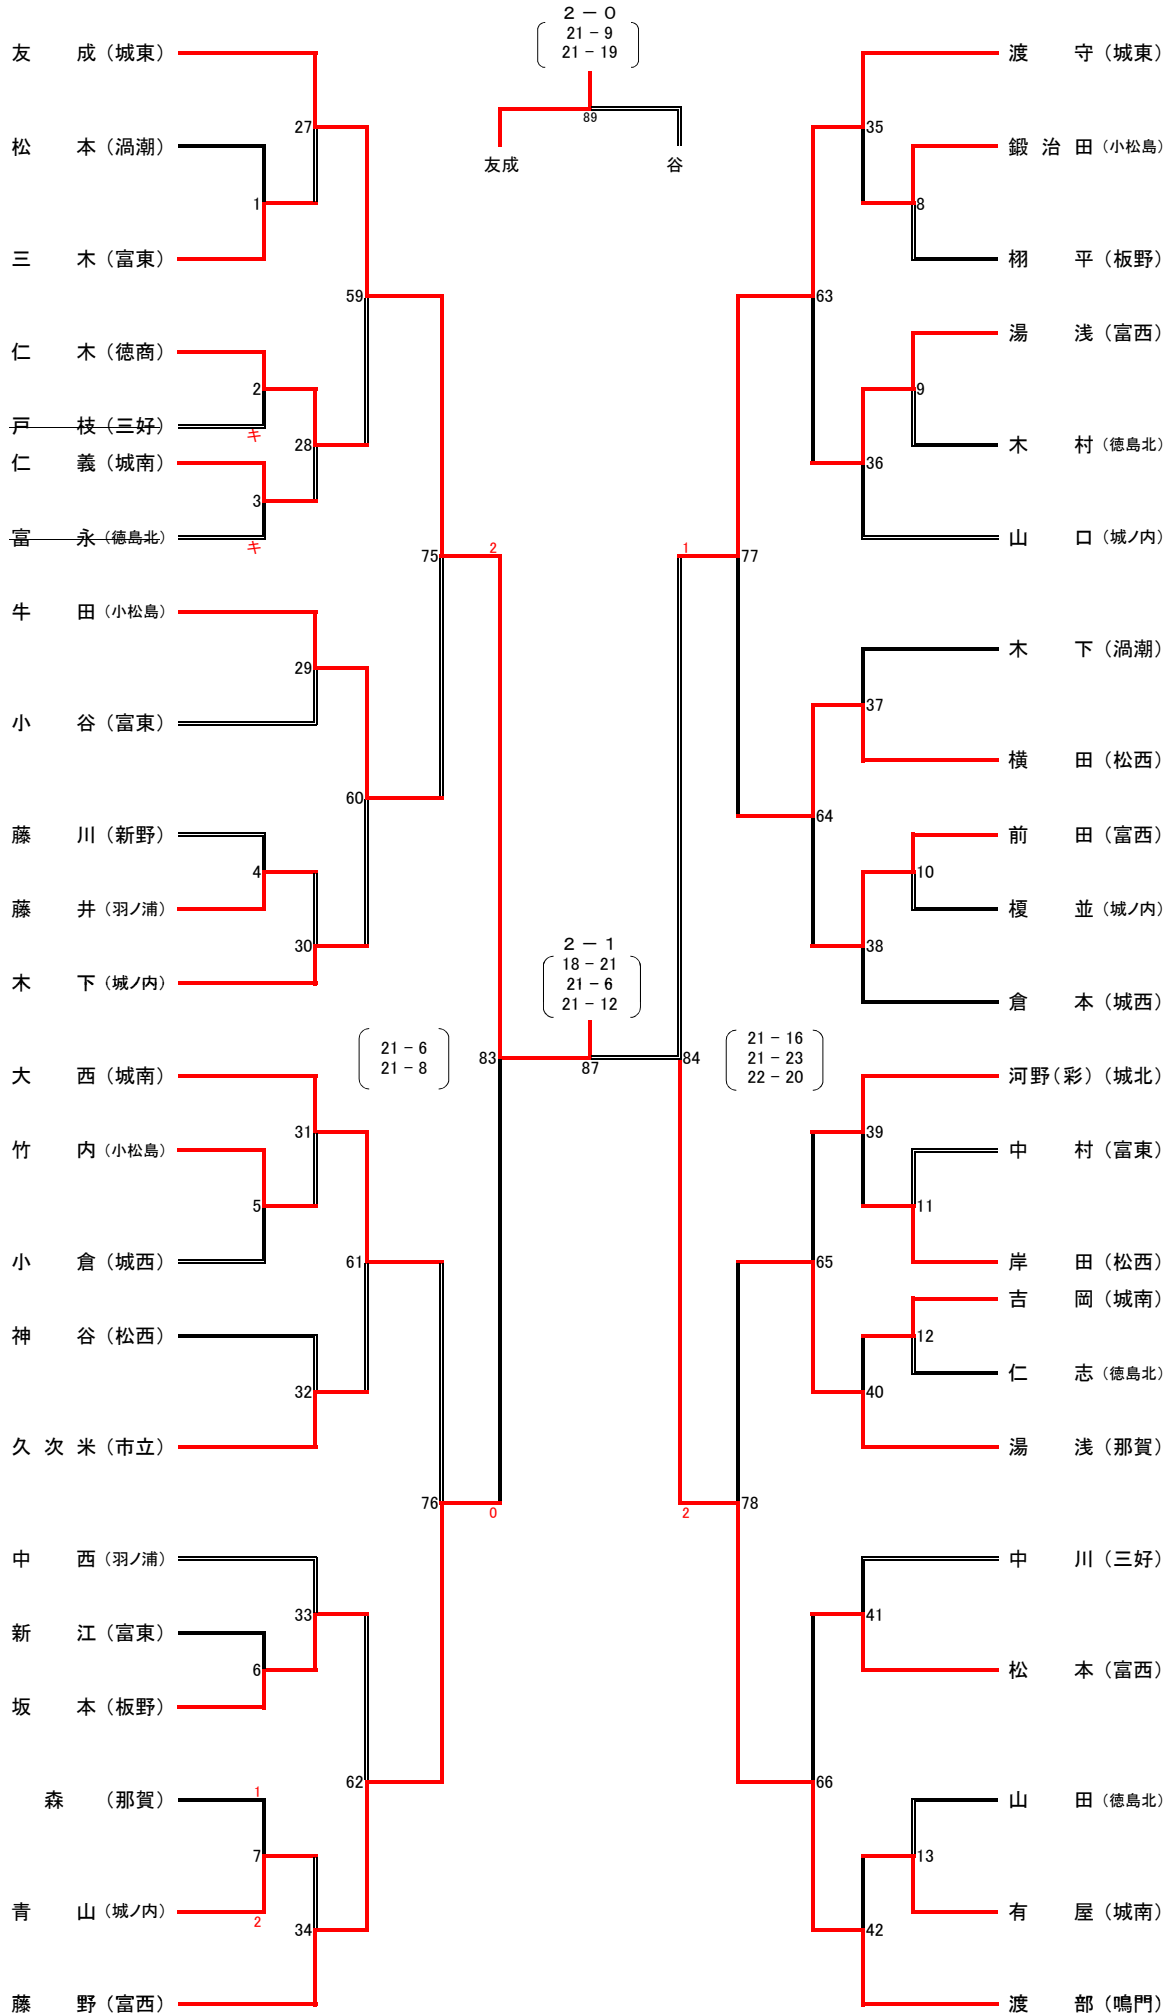 2 − 0
21 − 9
21 − 19
89
友成
谷
友 成 (城東)
27
松 本 (渦潮)
1
三 木 (富東)
59
仁 木 (徳商)
2
戸 枝 (三好)
キ
28
仁 義 (城南)
3
富 永 (徳島北)
キ
75
2
牛 田 (小松島)
29
小 谷 (富東)
60
藤 川 (新野)
4
藤 井 (羽ノ浦)
30
木 下 (城ノ内)
21 − 6
21 − 8
83
大 西 (城南)
31
竹 内 (小松島)
5
小 倉 (城西)
61
神 谷 (松西)
32
久 次 米 (市立)
76
0
中 西 (羽ノ浦)
33
新 江 (富東)
6
坂 本 (板野)
62
森 (那賀)
1
7
青 山 (城ノ内)
2
34
藤 野 (富西)
2 − 1
18 − 21
21 − 6
21 − 12
87
渡 守 (城東)
35
鍛 治 田 (小松島)
8
栩 平 (板野)
63
湯 浅 (富西)
9
木 村 (徳島北)
36
山 口 (城ノ内)
1
77
木 下 (渦潮)
37
横 田 (松西)
64
前 田 (富西)
10
榎 並 (城ノ内)
38
倉 本 (城西)
84
21 − 16
21 − 23
22 − 20
河野(彩) (城北)
39
中 村 (富東)
11
岸 田 (松西)
65
吉 岡 (城南)
12
仁 志 (徳島北)
40
湯 浅 (那賀)
2
78
中 川 (三好)
41
松 本 (富西)
66
山 田 (徳島北)
13
有 屋 (城南)
42
渡 部 (鳴門)